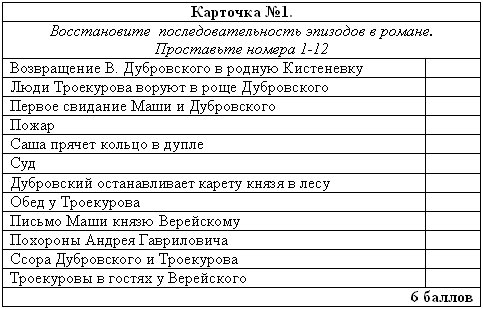 Карточка №1.
Восстановите последовательность эпизодов в романе.
Проставьте номера 1-12
Возвращение В. Дубровского в родную Кистеневку
Люди Троекурова воруют в роще Дубровского
Первое свидание Маши и Дубровского
Пожар
Саша прячет кольцо в дупле
Суд
Дубровский останавливает карету князя в лесу
Обед у Троекурова
Письмо Маши князю Верейскому
Похороны Андрея Гавриловича
Ссора Дубровского и Троекурова
Троекуровы в гостях у Верейского
6 баллов